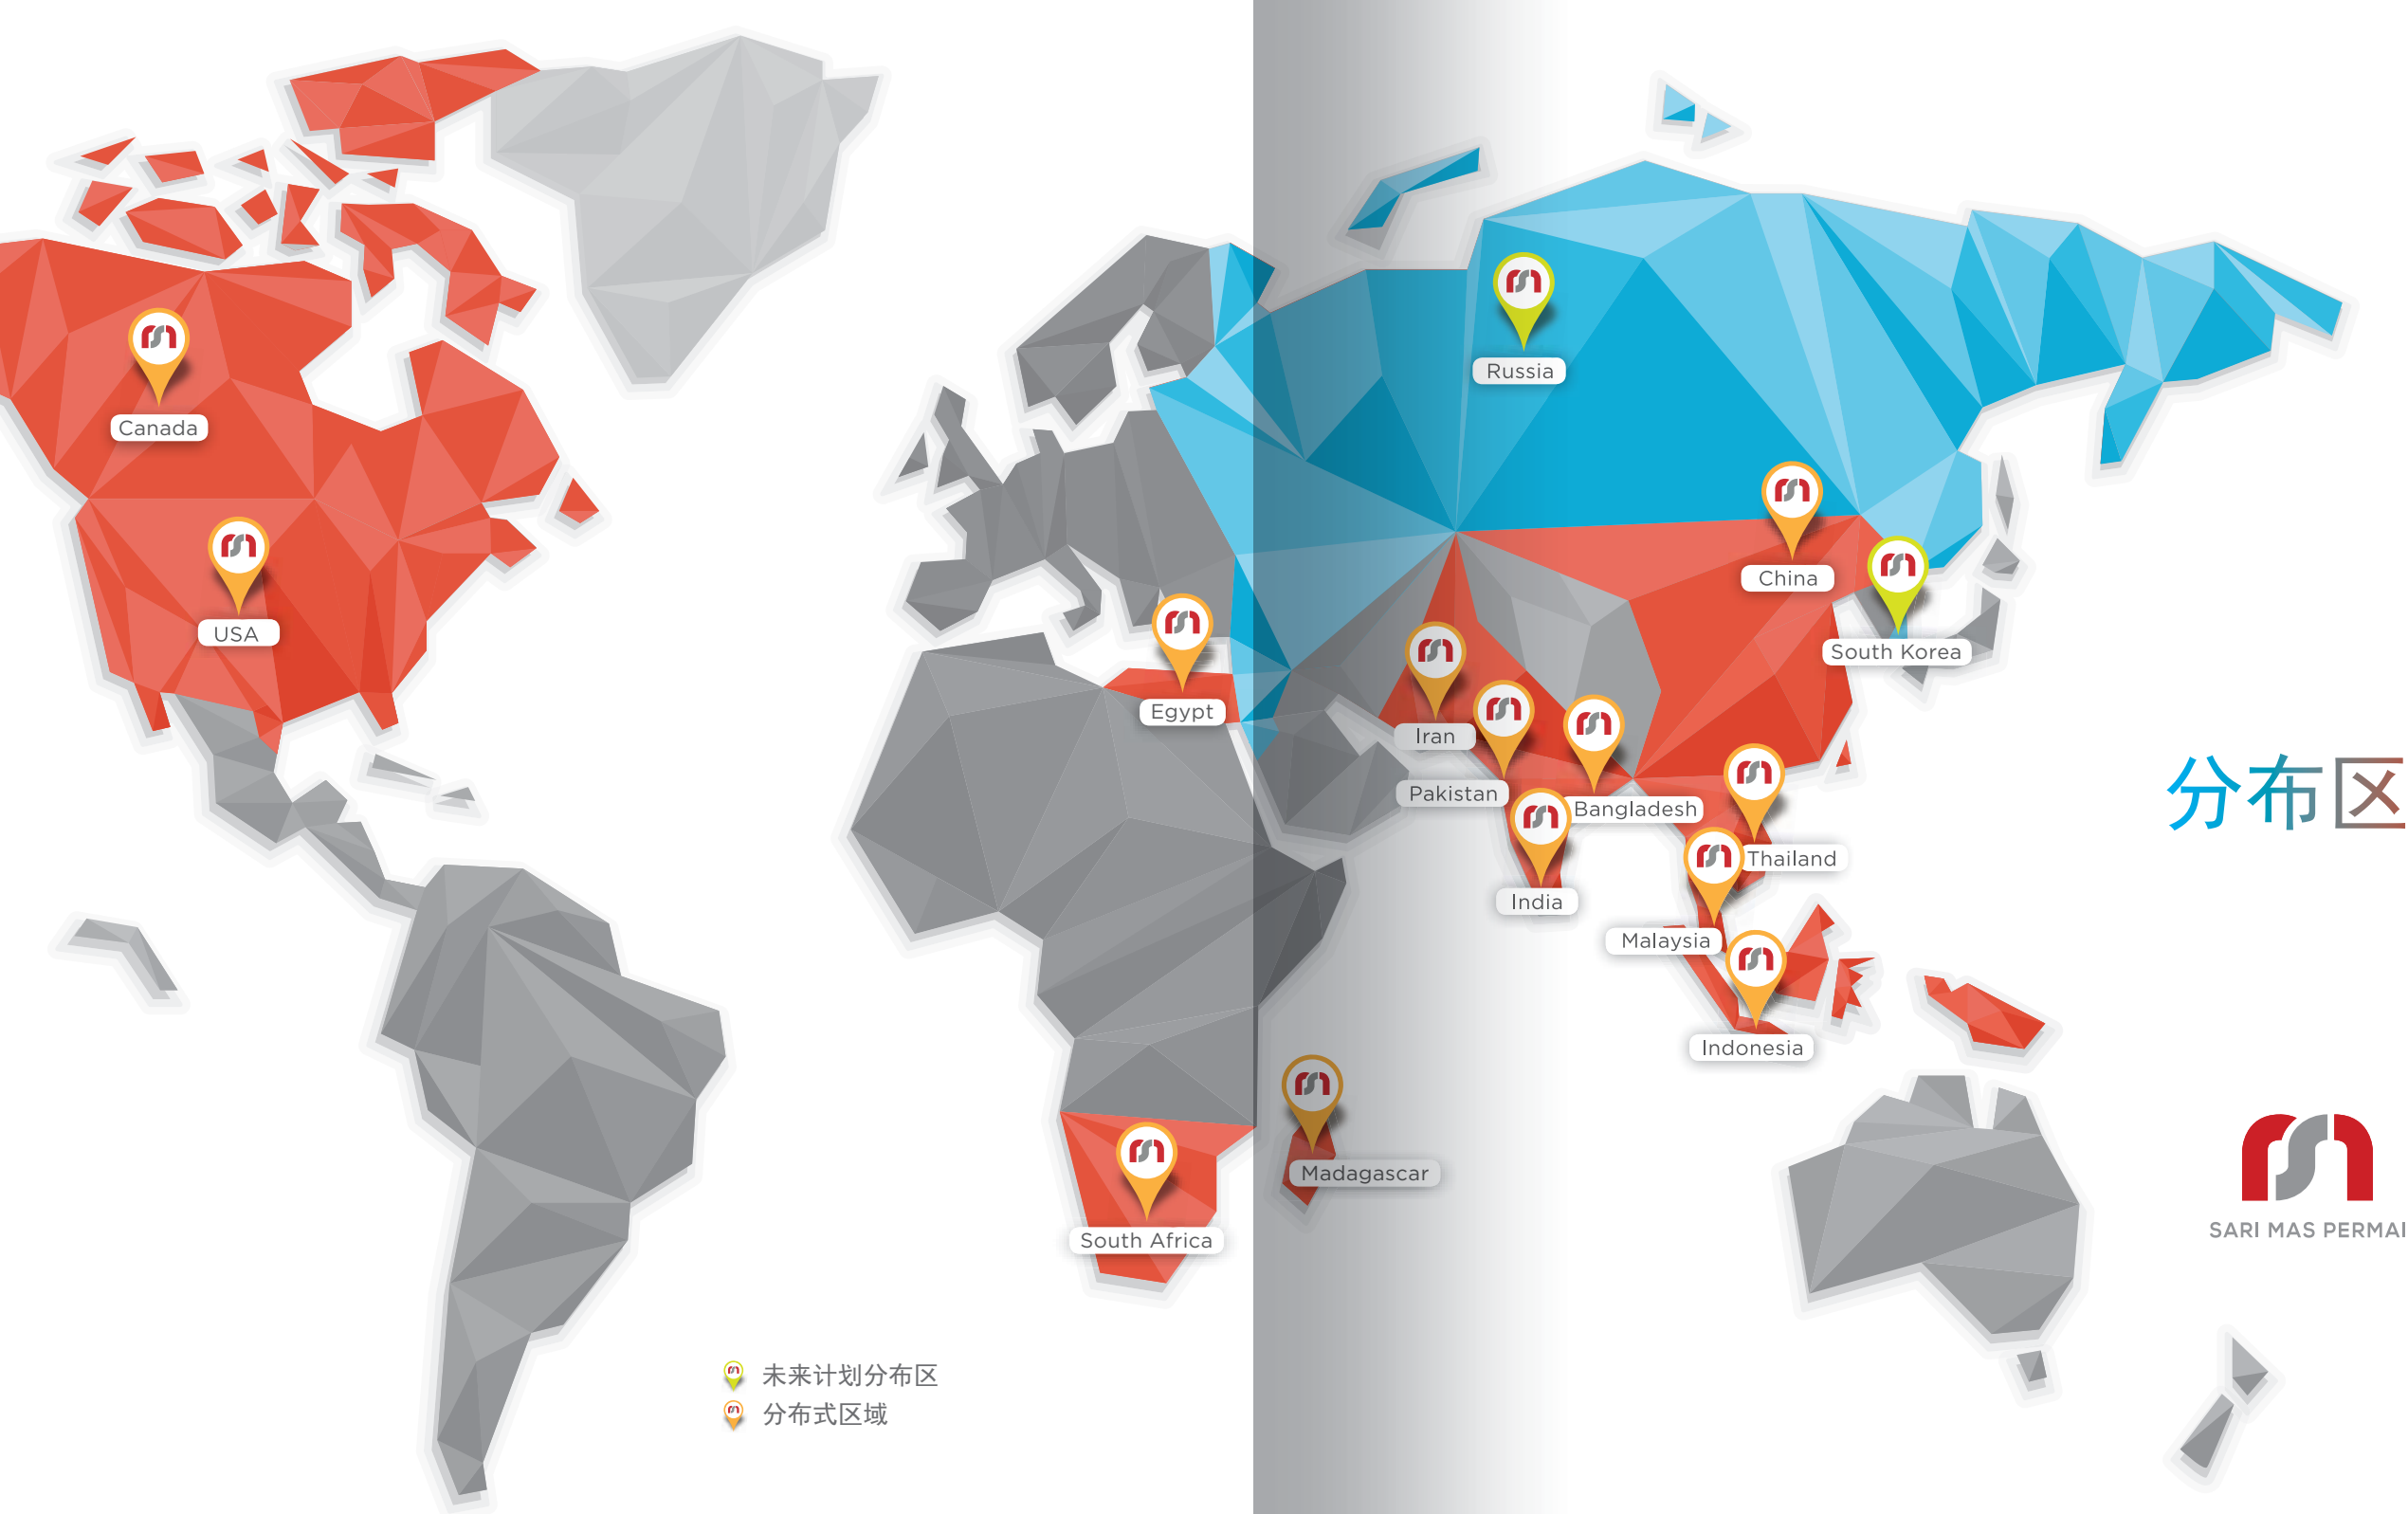 Canada
USA
Russia
China
South Korea
Egypt
Iran
Pakistan
Bangladesh
Thailand
India
Malaysia
Indonesia
Madagascar
South Africa
分布区
SARI MAS PERMAI
未来计划分布区
分布式区域